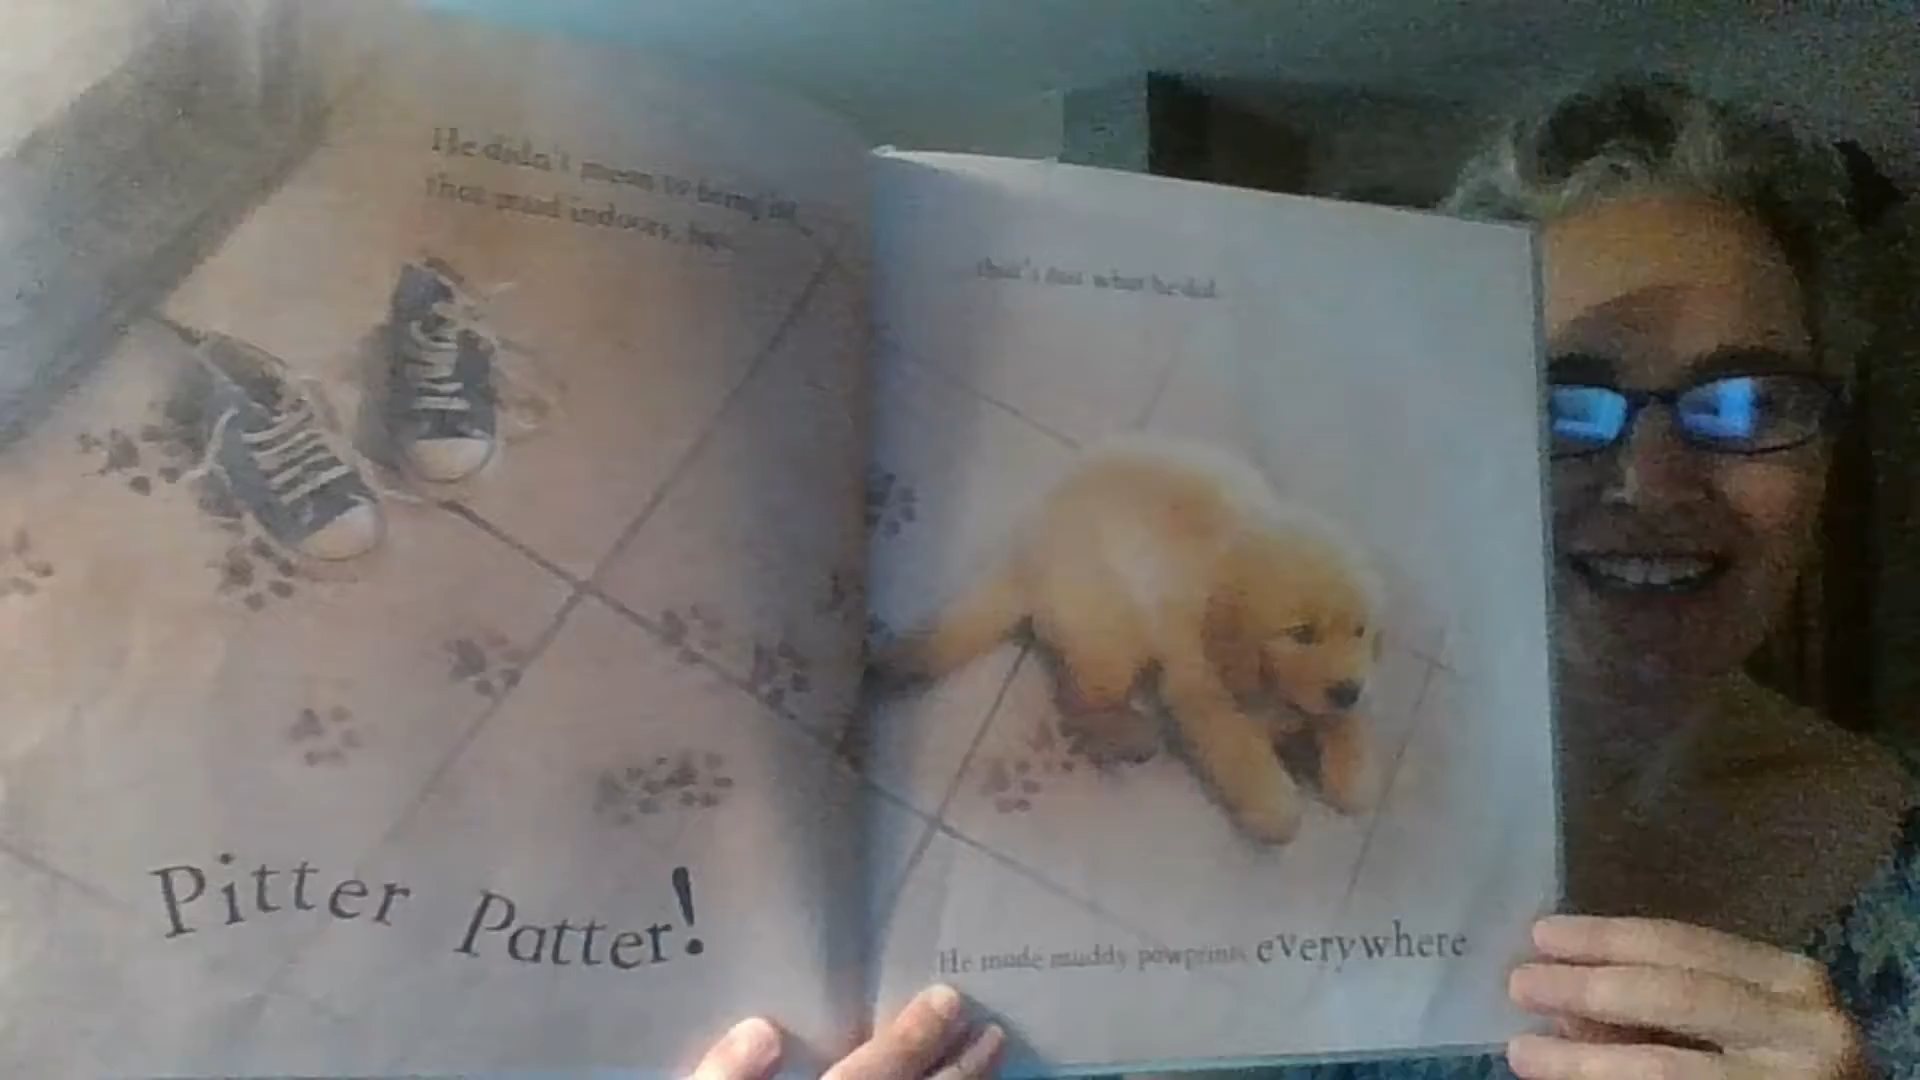 He didn't mean to bring all
that mud indoors, but
Pitter Patter!
that's just what he did.
He made muddy pawprints everywhere